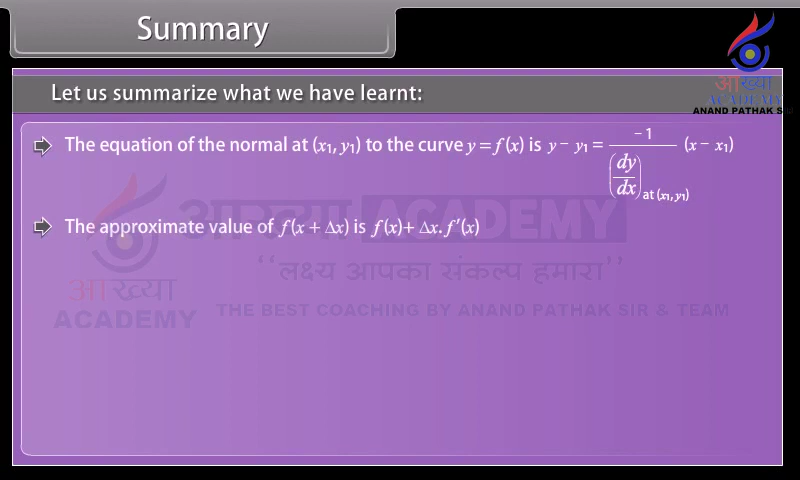 Summary
आख्या
ACADEMY
ANAND PATHAK SIR
Let us summarize what we have learnt:
The equation of the normal at (x₁, y₁) to the curve y = f(x) is y − y₁ = −1 / (dy/dx) at (x₁, y₁) (x − x₁)
The approximate value of f(x + Δx) is f(x)+ Δx. f′(x)
आख्या ACADEMY
‘‘लक्ष्य आपका संकल्प हमारा’’
आख्या
ACADEMY
THE BEST COACHING BY ANAND PATHAK SIR & TEAM